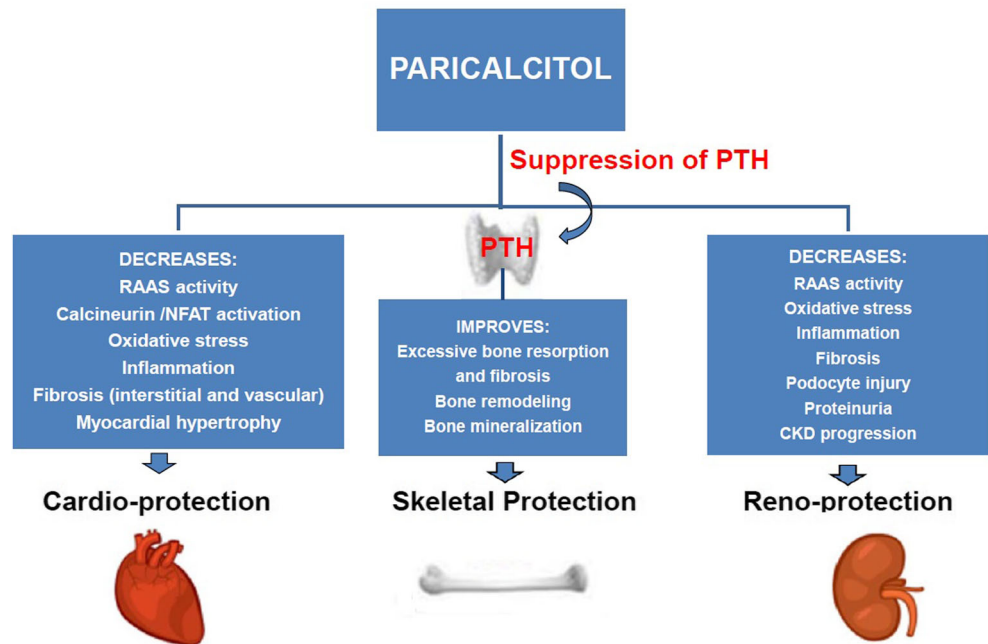 PARICALCITOL
Suppression of PTH
PTH
DECREASES:
RAAS activity
Calcineurin /NFAT activation
Oxidative stress
Inflammation
Fibrosis (interstitial and vascular)
Myocardial hypertrophy
Cardio-protection
IMPROVES:
Excessive bone resorption
and fibrosis
Bone remodeling
Bone mineralization
Skeletal Protection
DECREASES:
RAAS activity
Oxidative stress
Inflammation
Fibrosis
Podocyte injury
Proteinuria
CKD progression
Reno-protection